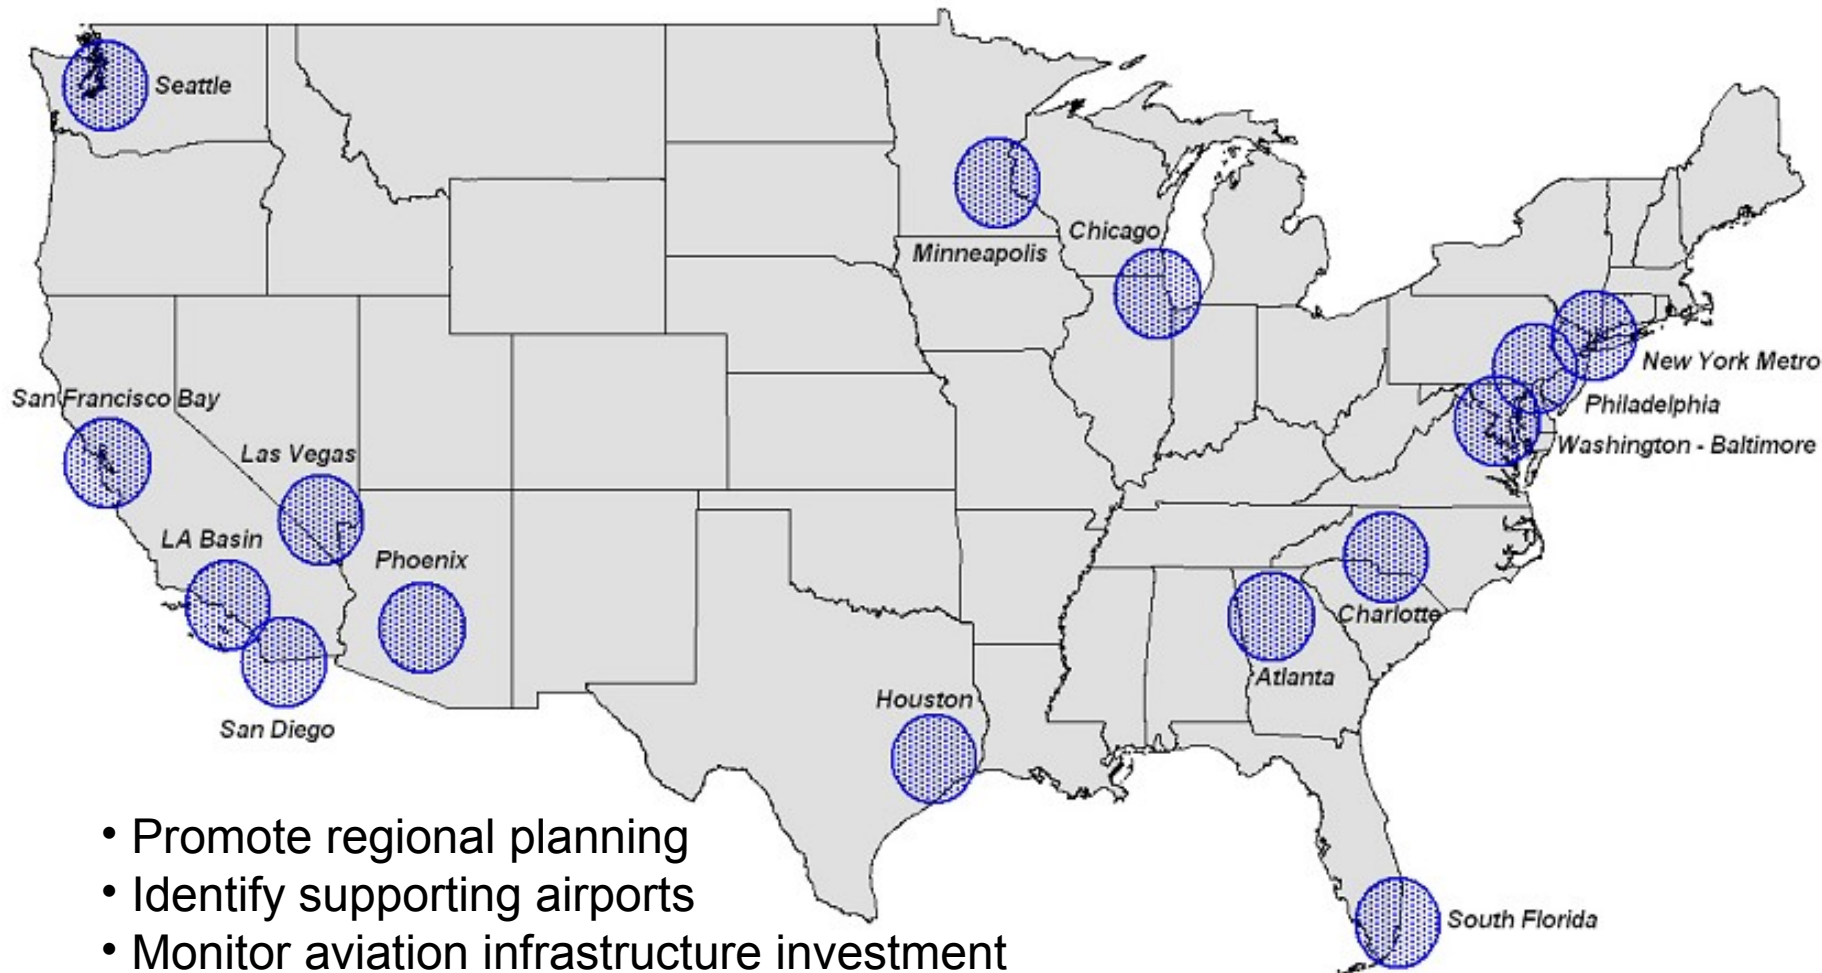 Seattle
Chicago
Minneapolis
New York Metro
San Francisco Bay
Philadelphia
Washington - Baltimore
Las Vegas
LA Basin
Phoenix
Charlotte
Atlanta
Houston
San Diego
South Florida
• Promote regional planning
• Identify supporting airports
• Monitor aviation infrastructure investment